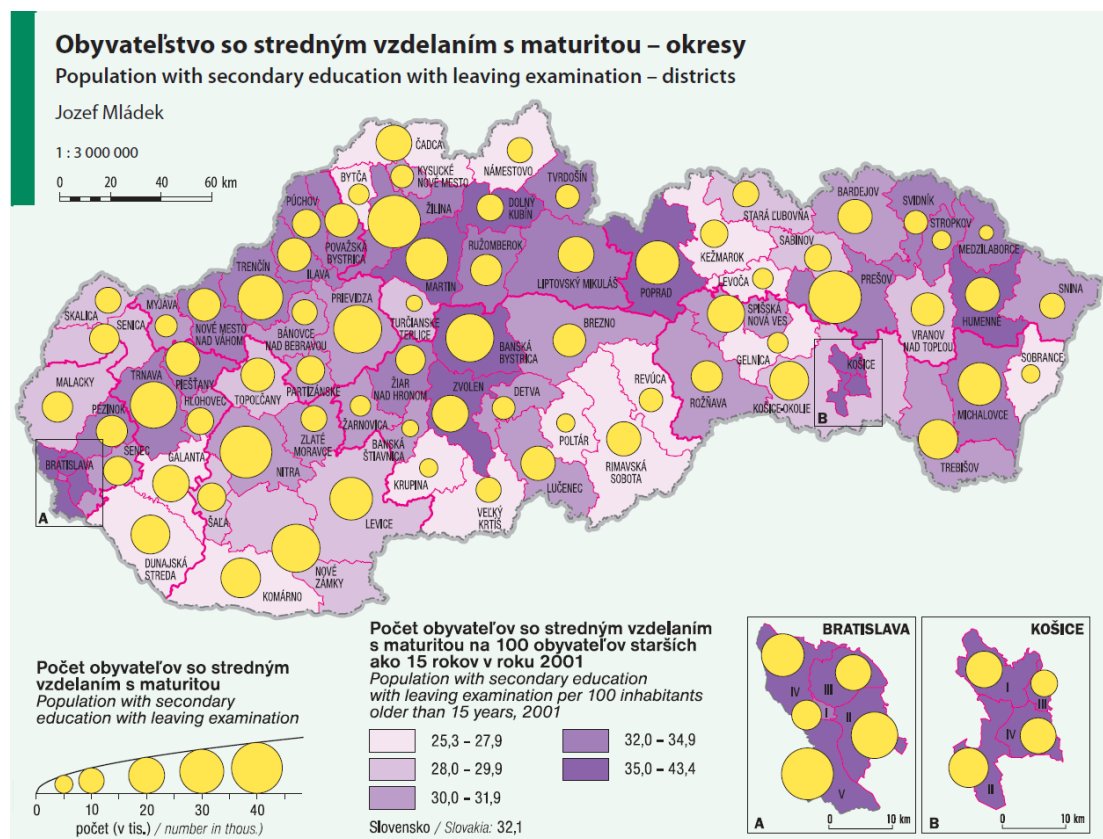 Obyvateľstvo so stredným vzdelaním s maturitou – okresy
Population with secondary education with leaving examination – districts
Jozef Mládek
1 : 3 000 000
0 20 40 60 km
ČADCA
NÁMESTOVO
BYTČA
KYSUCKÉ
NOVÉ MESTO
TVRDOŠÍN
PÚCHOV
ŽILINA
DOLNÝ
KUBÍN
BARDEJOV
SVIDNÍK
STARÁ ĽUBOVŇA
STROPKOV
POVAŽSKÁ
BYSTRICA
RUŽOMBEROK
KEŽMAROK
SABINOV
MEDZILABORCE
TRENČÍN
ILAVA
MARTIN
LIPTOVSKÝ MIKULÁŠ
POPRAD
LEVOČA
PREŠOV
SKALICA
MYJAVA
PRIEVIDZA
TURČIANSKE
TEPLICE
SPIŠSKÁ
NOVÁ VES
HUMENNÉ
SNINA
SENICA
NOVÉ MESTO
NAD VÁHOM
BÁNOVCE
NAD BEBRAVOU
BREZNO
VRANOV
NAD TOPĽOU
BANSKÁ
BYSTRICA
GELNICA
KOŠICE
SOBRANCE
MALACKY
TRNAVA
PIEŠŤANY
PARTIZÁNSKE
ŽIAR
NAD HRONOM
ZVOLEN
DETVA
REVÚCA
ROŽŇAVA
B
KOŠICE-OKOLIE
MICHALOVCE
PEZINOK
HLOHOVEC
TOPOĽČANY
ŽARNOVICA
ZLATÉ
MORAVCE
BANSKÁ
ŠTIAVNICA
POLTÁR
SENEC
BRATISLAVA
GALANTA
NITRA
KRUPINA
LUČENEC
RIMAVSKÁ
SOBOTA
TREBIŠOV
A
ŠAĽA
LEVICE
VEĽKÝ
KRTÍŠ
DUNAJSKÁ
STREDA
NOVÉ
ZÁMKY
KOMÁRNO
Počet obyvateľov so stredným
vzdelaním s maturitou
Population with secondary
education with leaving examination
0 10 20 30 40
počet (v tis.) / number in thous.)
Počet obyvateľov so stredným vzdelaním
s maturitou na 100 obyvateľov starších
ako 15 rokov v roku 2001
Population with secondary education
with leaving examination per 100 inhabitants
older than 15 years, 2001
25,3 – 27,9
28,0 – 29,9
30,0 – 31,9
32,0 – 34,9
35,0 – 43,4
Slovensko / Slovakia: 32,1
BRATISLAVA
IV
III
I
II
V
A
0 10 km
KOŠICE
I
III
IV
II
B
0 10 km